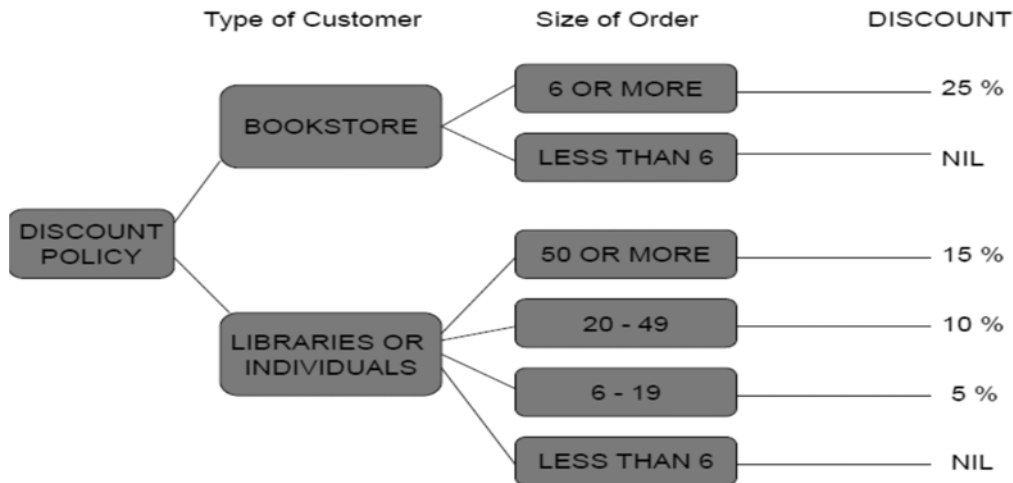 Type of Customer Size of Order DISCOUNT
BOOKSTORE
6 OR MORE 25 %
LESS THAN 6 NIL
DISCOUNT
POLICY
LIBRARIES OR
INDIVIDUALS
50 OR MORE 15 %
20 - 49 10 %
6 - 19 5 %
LESS THAN 6 NIL